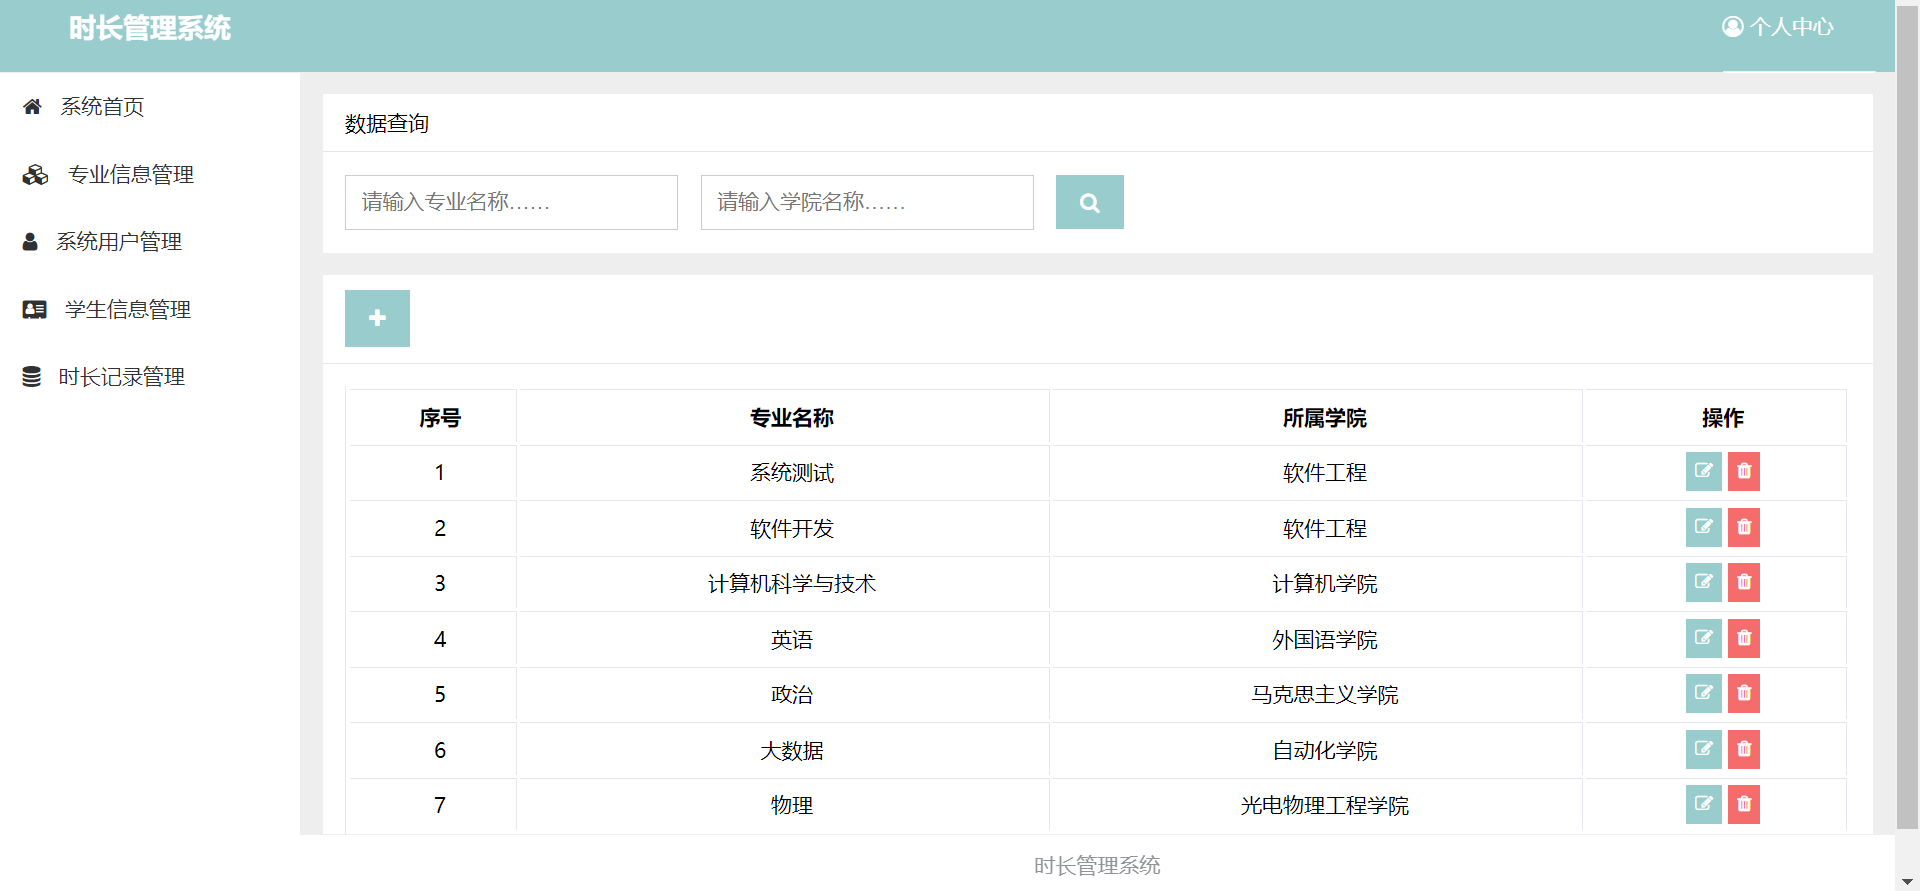 时长管理系统
个人中心
系统首页
专业信息管理
系统用户管理
学生信息管理
时长记录管理
数据查询
请输入专业名称…… 请输入学院名称……
序号 专业名称 所属学院 操作
1 系统测试 软件工程
2 软件开发 软件工程
3 计算机科学与技术 计算机学院
4 英语 外国语学院
5 政治 马克思主义学院
6 大数据 自动化学院
7 物理 光电物理工程学院
时长管理系统